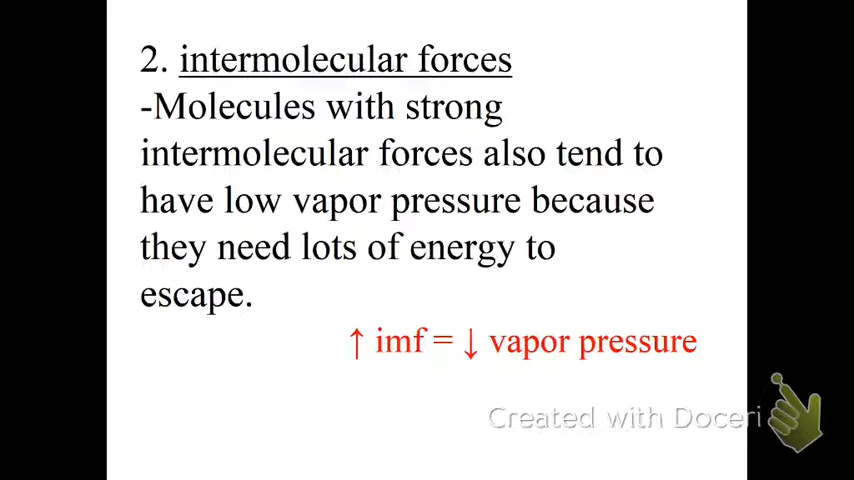 2. intermolecular forces
-Molecules with strong
intermolecular forces also tend to
have low vapor pressure because
they need lots of energy to
escape.
↑ imf = ↓ vapor pressure
Created with Doceri